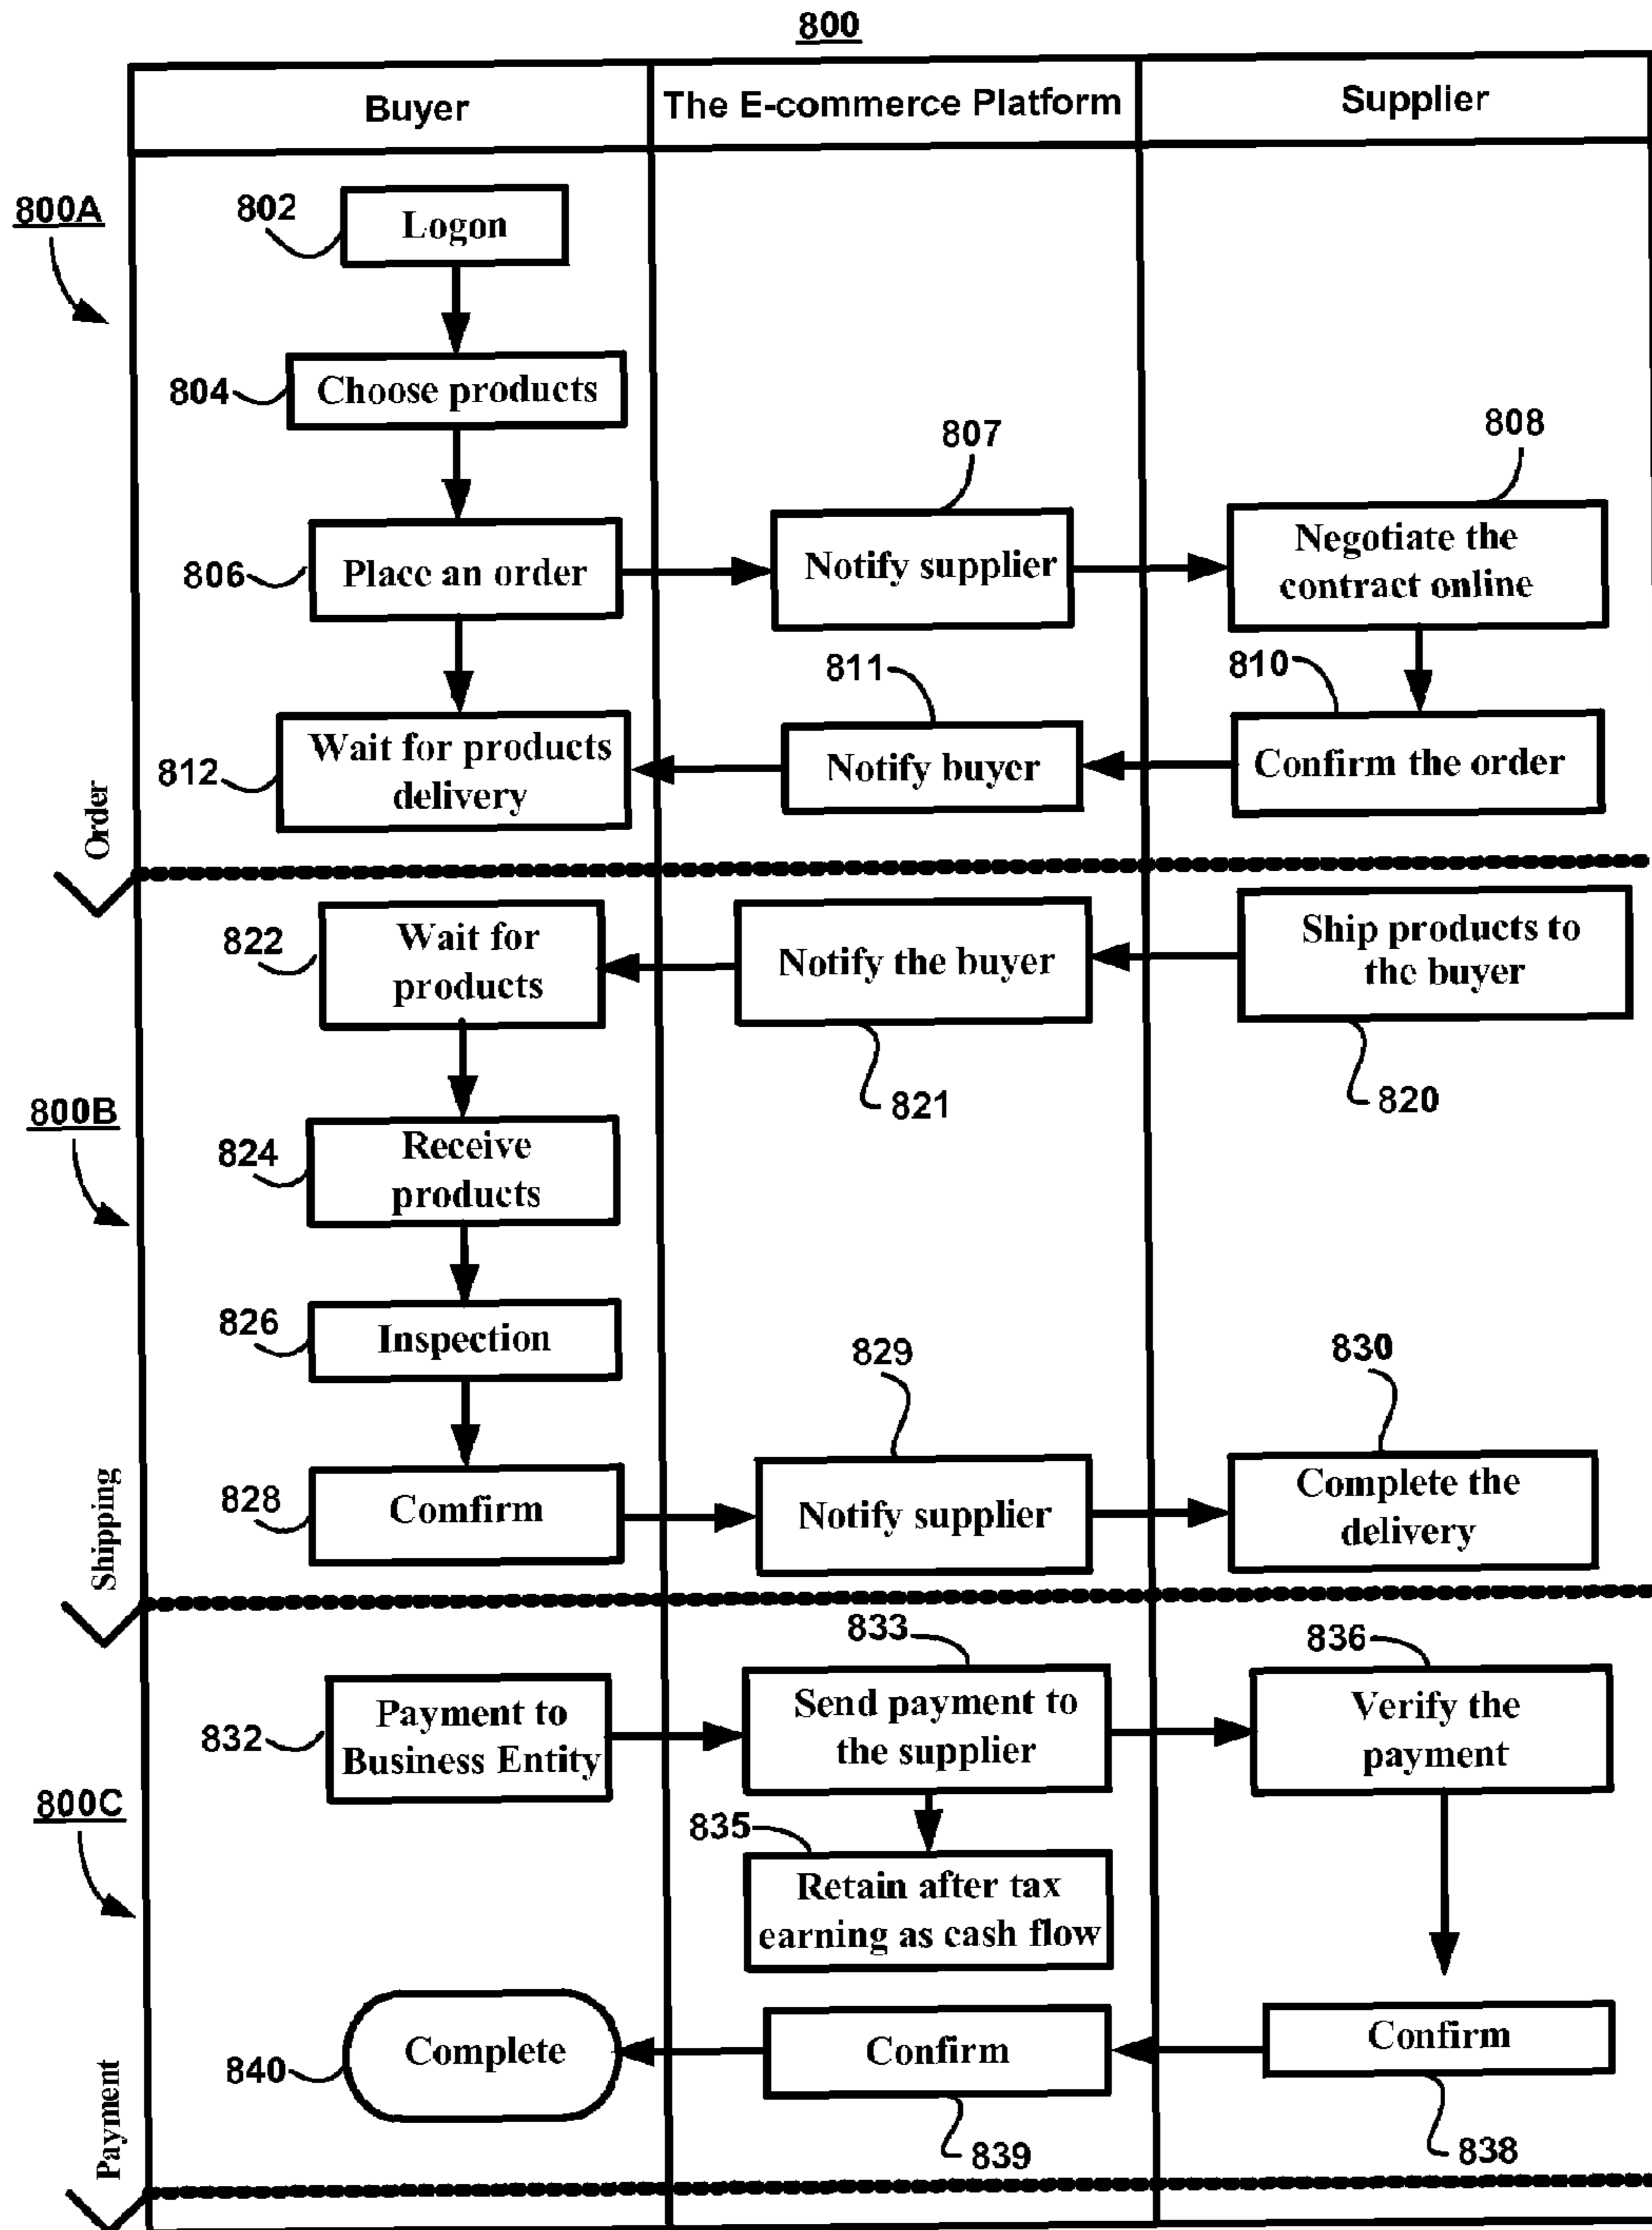 800
Buyer
The E-commerce Platform
Supplier
800A
802
Logon
804
Choose products
807
808
806
Place an order
Notify supplier
Negotiate the
contract online
811
810
812
Wait for products
delivery
Notify buyer
Confirm the order
Order
822
Wait for
products
Notify the buyer
Ship products to
the buyer
821
820
800B
824
Receive
products
826
Inspection
829
830
828
Comfirm
Notify supplier
Complete the
delivery
Shipping
833
836
832
Payment to
Business Entity
Send payment to
the supplier
Verify the
payment
800C
835
Retain after tax
earning as cash flow
840
Complete
Confirm
Confirm
839
838
Payment